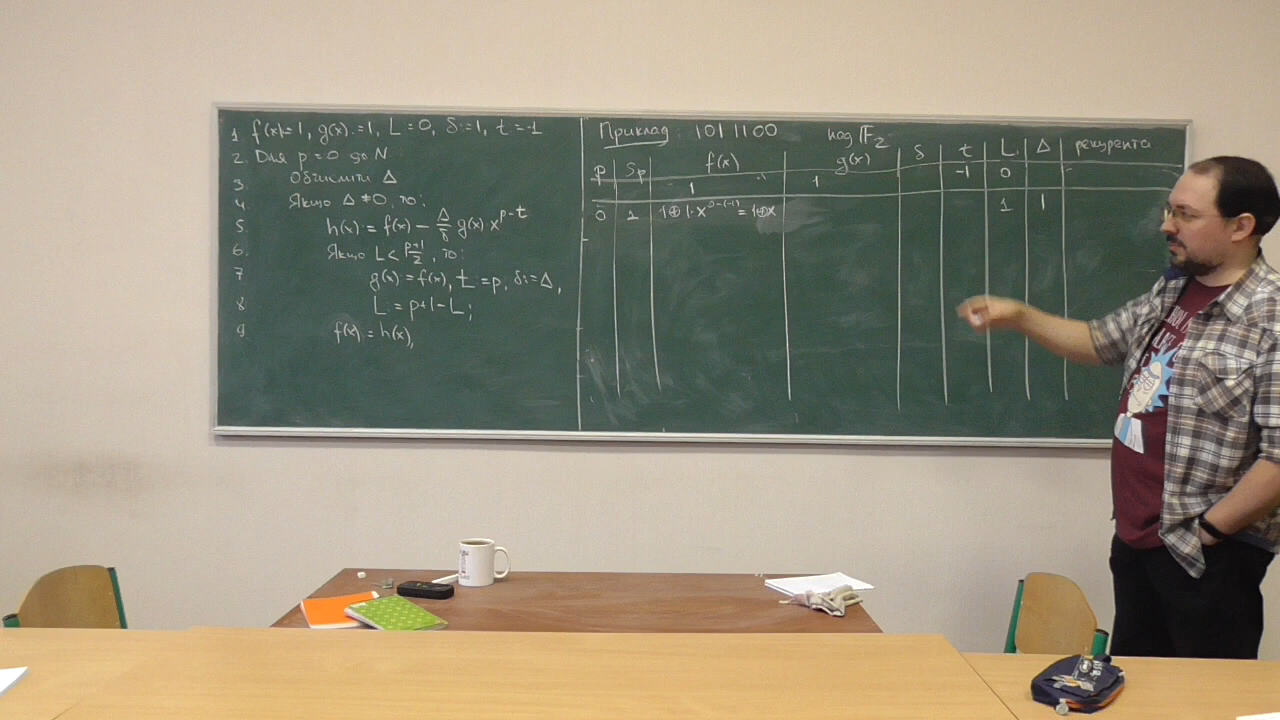 1. f(x)=1, g(x)=1, L=0, δ:=1, t=-1
2. Для p=0 до N
3. Обчислити Δ
4. Якщо Δ≠0, то:
5 h(x) = f(x) - Δ/δ g(x) x^{p-t}
6. Якщо L < (p+1)/2, то:
7 g(x) = f(x), t = p, δ:=Δ,
8 L = p+1-L;
9 f(x) = h(x),
Приклад: 1011100 над F₂
p Sp f(x) g(x) δ t L Δ рекурента
1 1 -1 0
0 1 1⊕1·x^{0-(-1)} = 1⊕x 1 1